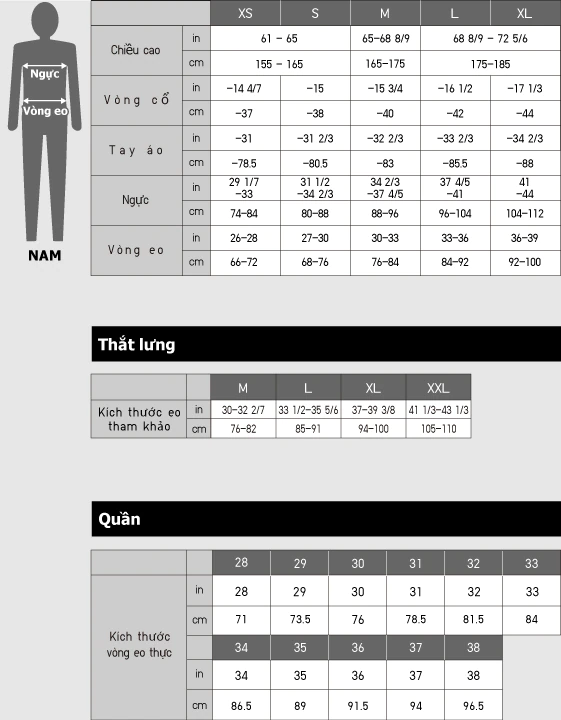 Ngực
Vòng eo
NAM
XS S M L XL
Chiều cao in 61 – 65 65–68 8/9 68 8/9 – 72 5/6
cm 155 – 165 165–175 175–185
Vòng cổ in –14 4/7 –15 –15 3/4 –16 1/2 –17 1/3
cm –37 –38 –40 –42 –44
Tay áo in –31 –31 2/3 –32 2/3 –33 2/3 –34 2/3
cm –78.5 –80.5 –83 –85.5 –88
Ngực in 29 1/7 –33 31 1/2 –34 2/3 34 2/3 –37 4/5 37 4/5 –41 41 –44
cm 74–84 80–88 88–96 96–104 104–112
Vòng eo in 26–28 27–30 30–33 33–36 36–39
cm 66–72 68–76 76–84 84–92 92–100
Thắt lưng
M L XL XXL
Kích thước eo tham khảo in 30–32 2/7 33 1/2–35 5/6 37–39 3/8 41 1/3–43 1/3
cm 76–82 85–91 94–100 105–110
Quần
28 29 30 31 32 33
in 28 29 30 31 32 33
cm 71 73.5 76 78.5 81.5 84
Kích thước
vòng eo thực
34 35 36 37 38
in 34 35 36 37 38
cm 86.5 89 91.5 94 96.5